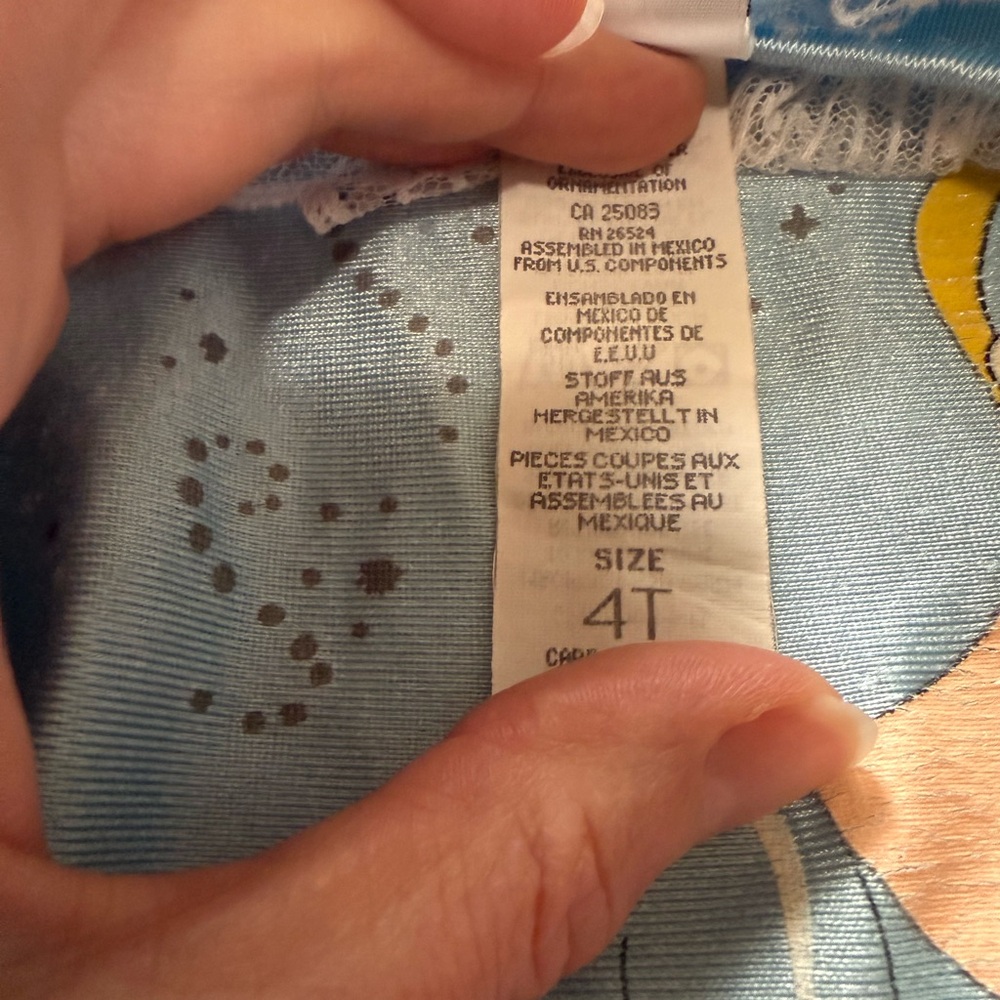 ORNAMENTATION
CA 25083
RN 26524
ASSEMBLED IN MEXICO
FROM U.S. COMPONENTS
ENSAMBLADO EN
MEXICO DE
COMPONENTES DE
E.E.U.U
STOFF AUS
AMERIKA
HERGESTELLT IN
MEXICO
PIECES COUPES AUX
ETATS-UNIS ET
ASSEMBLEES AU
MEXIQUE
SIZE
4T